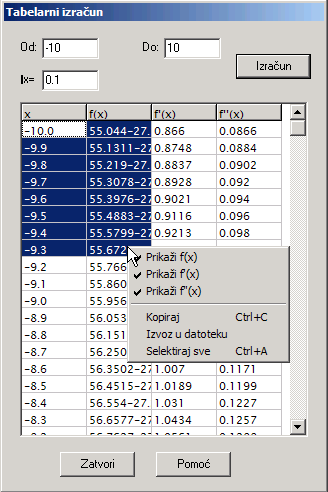 Tabelarni izračun
Od: -10 Do: 10
Ix= 0.1 Izračun
x f(x) f'(x) f''(x)
-10.0 55.044-27. 0.866 0.0866
-9.9 55.1311-27 0.8748 0.0884
-9.8 55.219-27. 0.8837 0.0902
-9.7 55.3078-27 0.8928 0.092
-9.6 55.3976-27 0.9021 0.094
-9.5 55.4883-27 0.9116 0.096
-9.4 55.5799-27 0.9213 0.098
-9.3 55.672
-9.2 55.766 Prikaži f(x)
-9.1 55.860 Prikaži f'(x)
-9.0 55.956 Prikaži f''(x)
-8.9 56.053 Kopiraj Ctrl+C
-8.8 56.151 Izvoz u datoteku
-8.7 56.250 Selektiraj sve Ctrl+A
-8.6 56.3502-27 1.007 0.1171
-8.5 56.4515-27 1.0189 0.1199
-8.4 56.554-27. 1.031 0.1227
-8.3 56.6577-27 1.0434 0.1257
Zatvori Pomoć